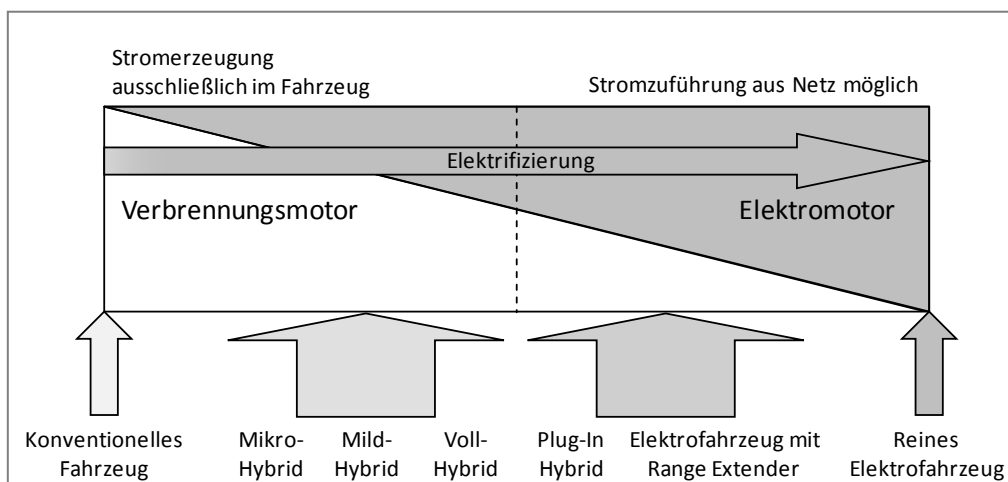 Stromerzeugung
ausschließlich im Fahrzeug
Stromzuführung aus Netz möglich
Elektrifizierung
Verbrennungsmotor
Elektromotor
Konventionelles
Fahrzeug
Mikro-
Hybrid
Mild-
Hybrid
Voll-
Hybrid
Plug-In
Hybrid
Elektrofahrzeug mit
Range Extender
Reines
Elektrofahrzeug